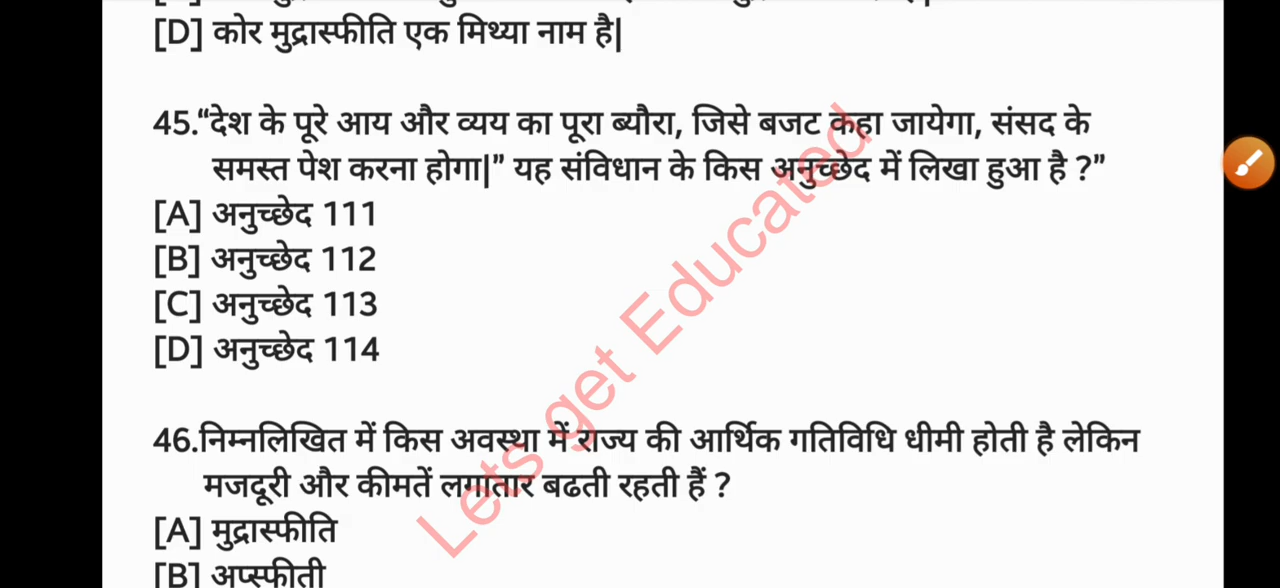 [D] कोर मुद्रास्फीति एक मिथ्या नाम है|
45.“देश के पूरे आय और व्यय का पूरा ब्यौरा, जिसे बजट कहा जायेगा, संसद के
समस्त पेश करना होगा|” यह संविधान के किस अनुच्छेद में लिखा हुआ है ?”
[A] अनुच्छेद 111
[B] अनुच्छेद 112
[C] अनुच्छेद 113
[D] अनुच्छेद 114
Lets get Educated
46.निम्नलिखित में किस अवस्था में राज्य की आर्थिक गतिविधि धीमी होती है लेकिन
मजदूरी और कीमतें लगातार बढती रहती हैं ?
[A] मुद्रास्फीति
[B] अप्स्फीती